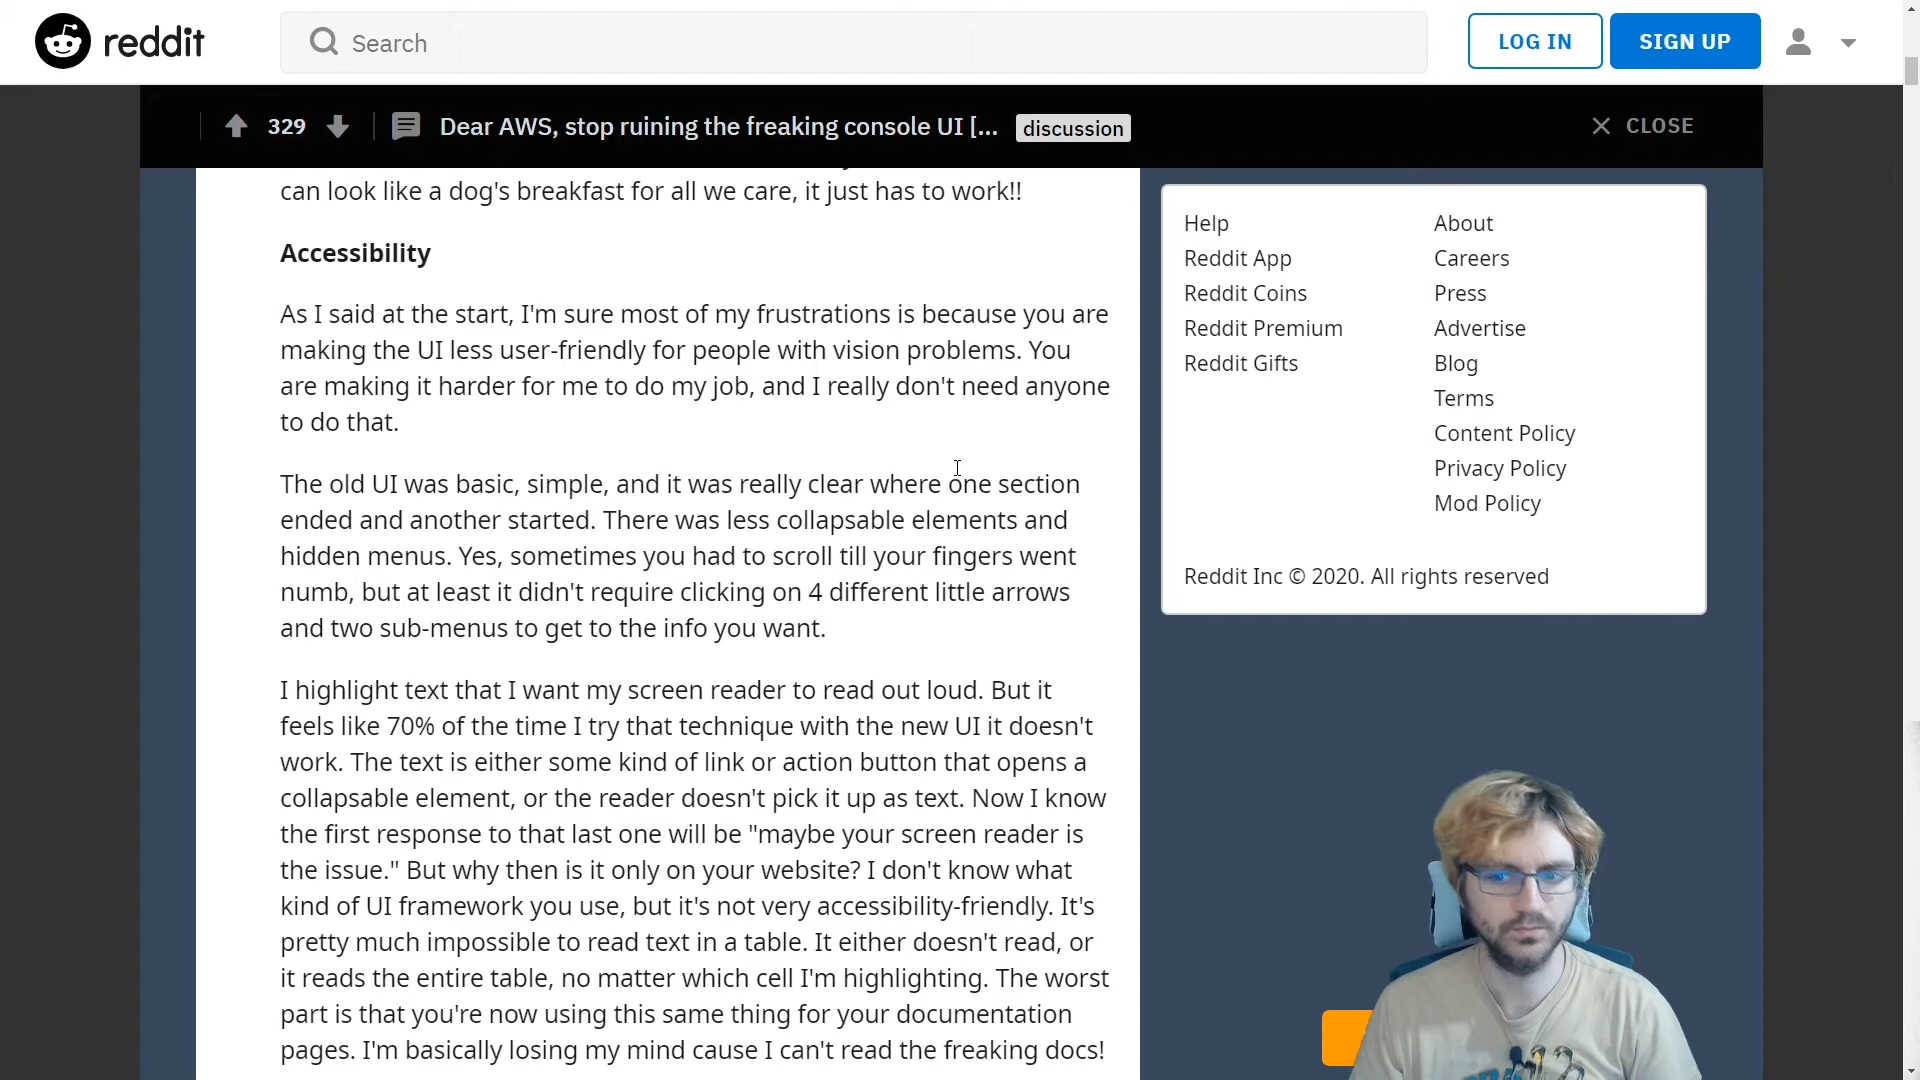 reddit
Search
LOG IN
SIGN UP
329
Dear AWS, stop ruining the freaking console UI [...
discussion
CLOSE
can look like a dog's breakfast for all we care, it just has to work!!
Accessibility
As I said at the start, I'm sure most of my frustrations is because you are
making the UI less user-friendly for people with vision problems. You
are making it harder for me to do my job, and I really don't need anyone
to do that.
The old UI was basic, simple, and it was really clear where one section
ended and another started. There was less collapsable elements and
hidden menus. Yes, sometimes you had to scroll till your fingers went
numb, but at least it didn't require clicking on 4 different little arrows
and two sub-menus to get to the info you want.
I highlight text that I want my screen reader to read out loud. But it
feels like 70% of the time I try that technique with the new UI it doesn't
work. The text is either some kind of link or action button that opens a
collapsable element, or the reader doesn't pick it up as text. Now I know
the first response to that last one will be "maybe your screen reader is
the issue." But why then is it only on your website? I don't know what
kind of UI framework you use, but it's not very accessibility-friendly. It's
pretty much impossible to read text in a table. It either doesn't read, or
it reads the entire table, no matter which cell I'm highlighting. The worst
part is that you're now using this same thing for your documentation
pages. I'm basically losing my mind cause I can't read the freaking docs!
Help
Reddit App
Reddit Coins
Reddit Premium
Reddit Gifts
About
Careers
Press
Advertise
Blog
Terms
Content Policy
Privacy Policy
Mod Policy
Reddit Inc © 2020. All rights reserved